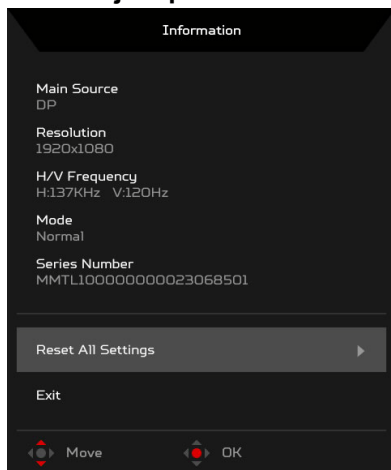 Information
Main Source
DP
Resolution
1920x1080
H/V Frequency
H:137KHz V:120Hz
Mode
Normal
Series Number
MMTL100000000023068501
Reset All Settings
Exit
Move OK